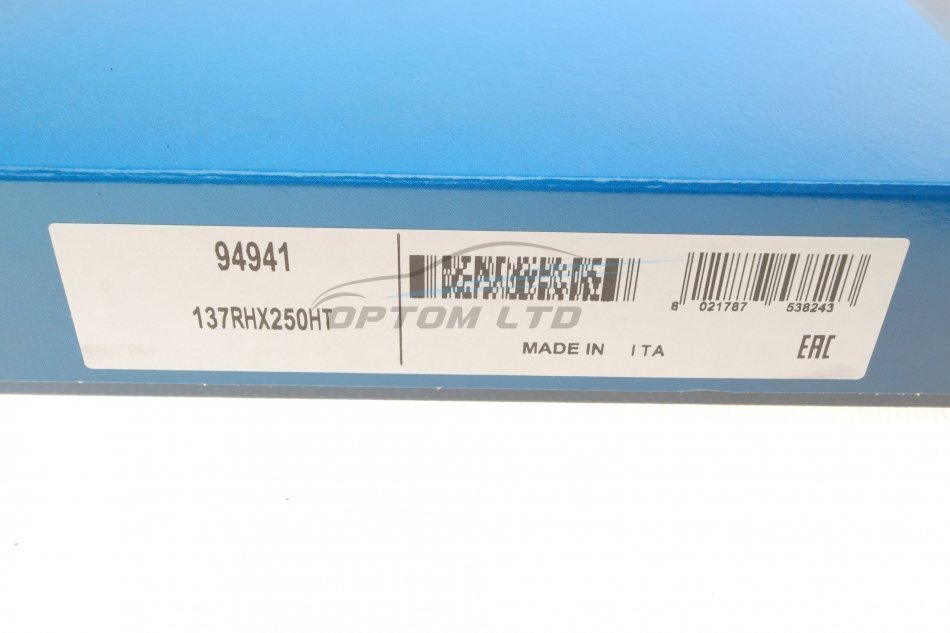 94941
137RHX250HT
8 021787 538243
OPTOM LTD
MADE IN ITA
EAC